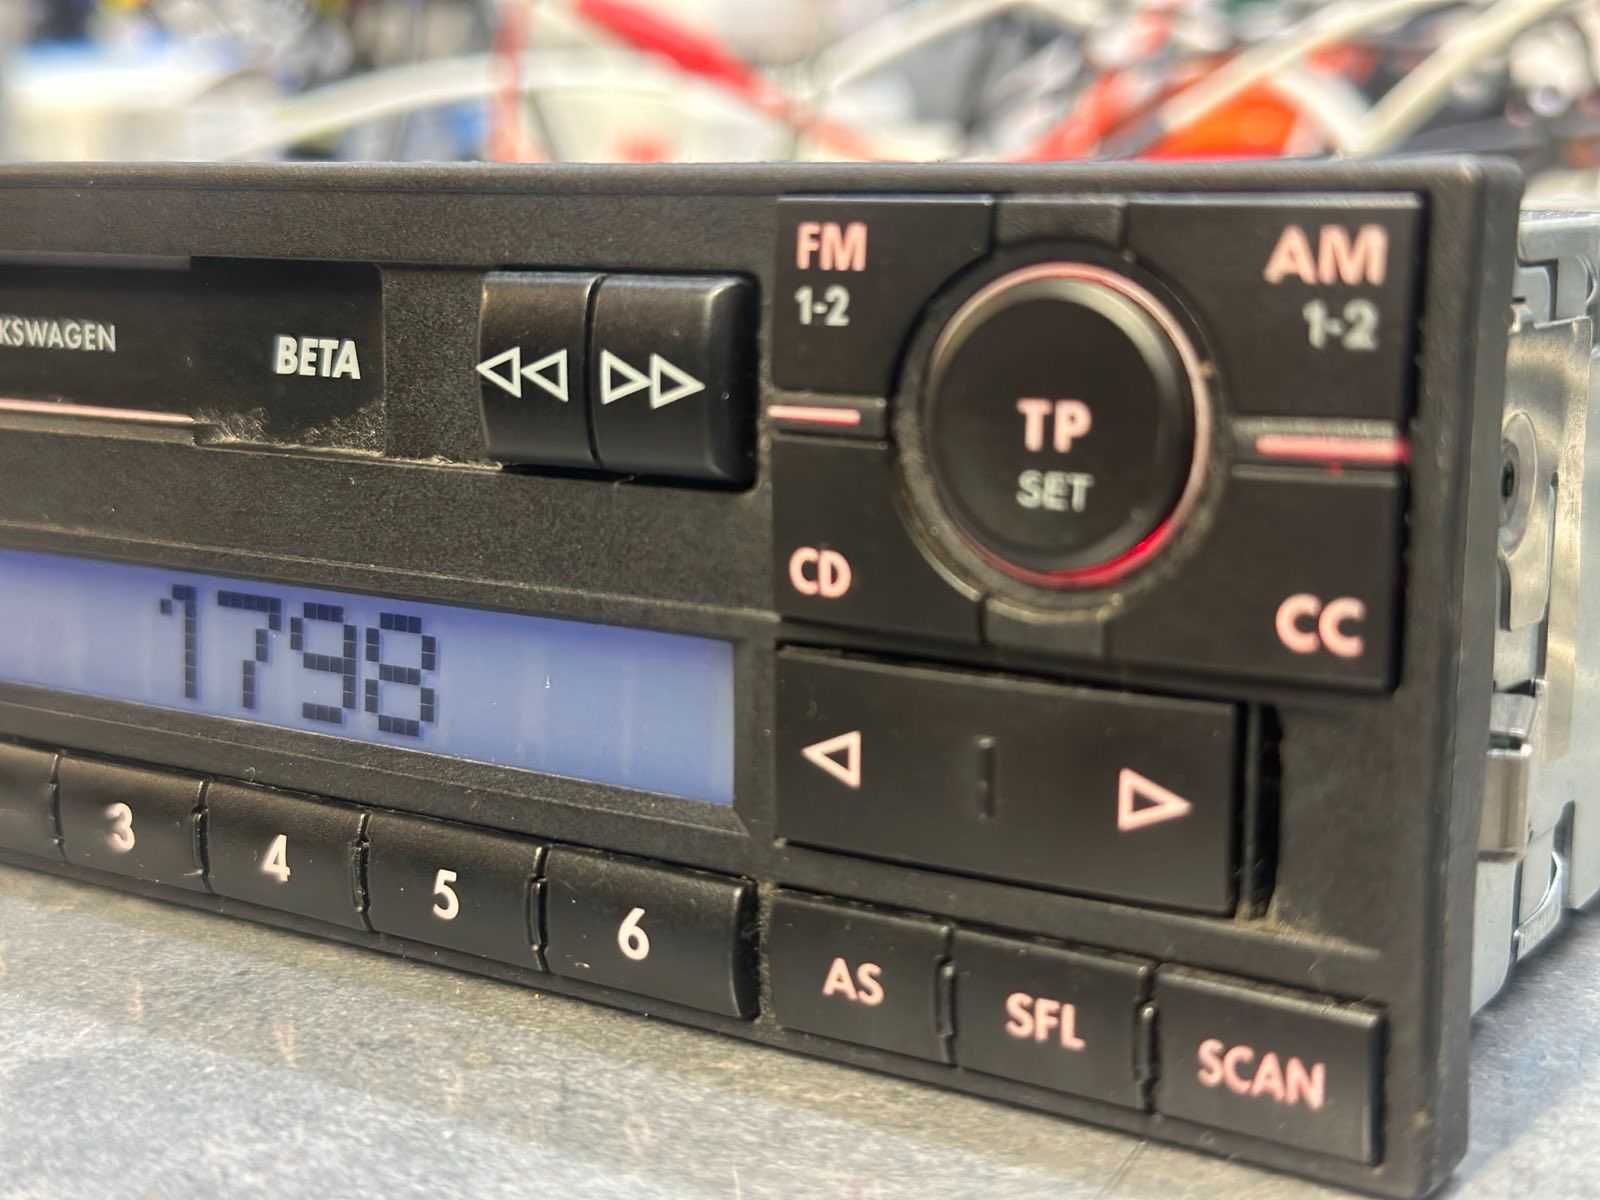 KSWAGEN
BETA
FM
1-2
AM
1-2
TP
SET
CD
CC
1798
3
4
5
6
AS
SFL
SCAN